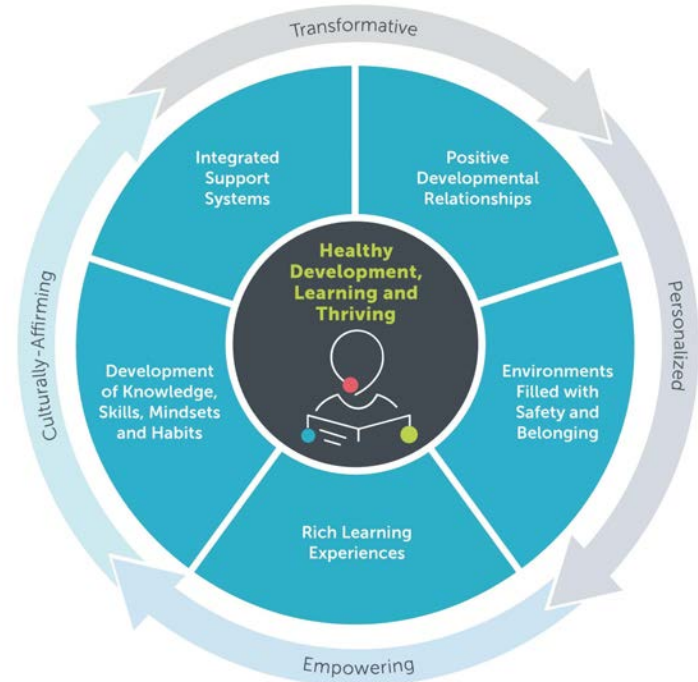 Transformative
Integrated
Support
Systems
Positive
Developmental
Relationships
Healthy
Development,
Learning and
Thriving
Culturally-Affirming
Personalized
Development
of Knowledge,
Skills, Mindsets
and Habits
Environments
Filled with
Safety and
Belonging
Rich Learning
Experiences
Empowering